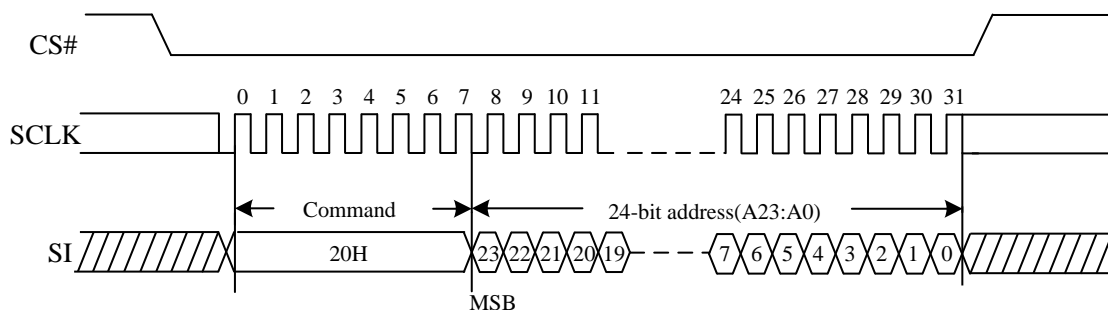 CS#
0 1 2 3 4 5 6 7 8 9 10 11 24 25 26 27 28 29 30 31
SCLK
Command 24-bit address(A23:A0)
SI 20H 23 22 21 20 19 7 6 5 4 3 2 1 0
MSB